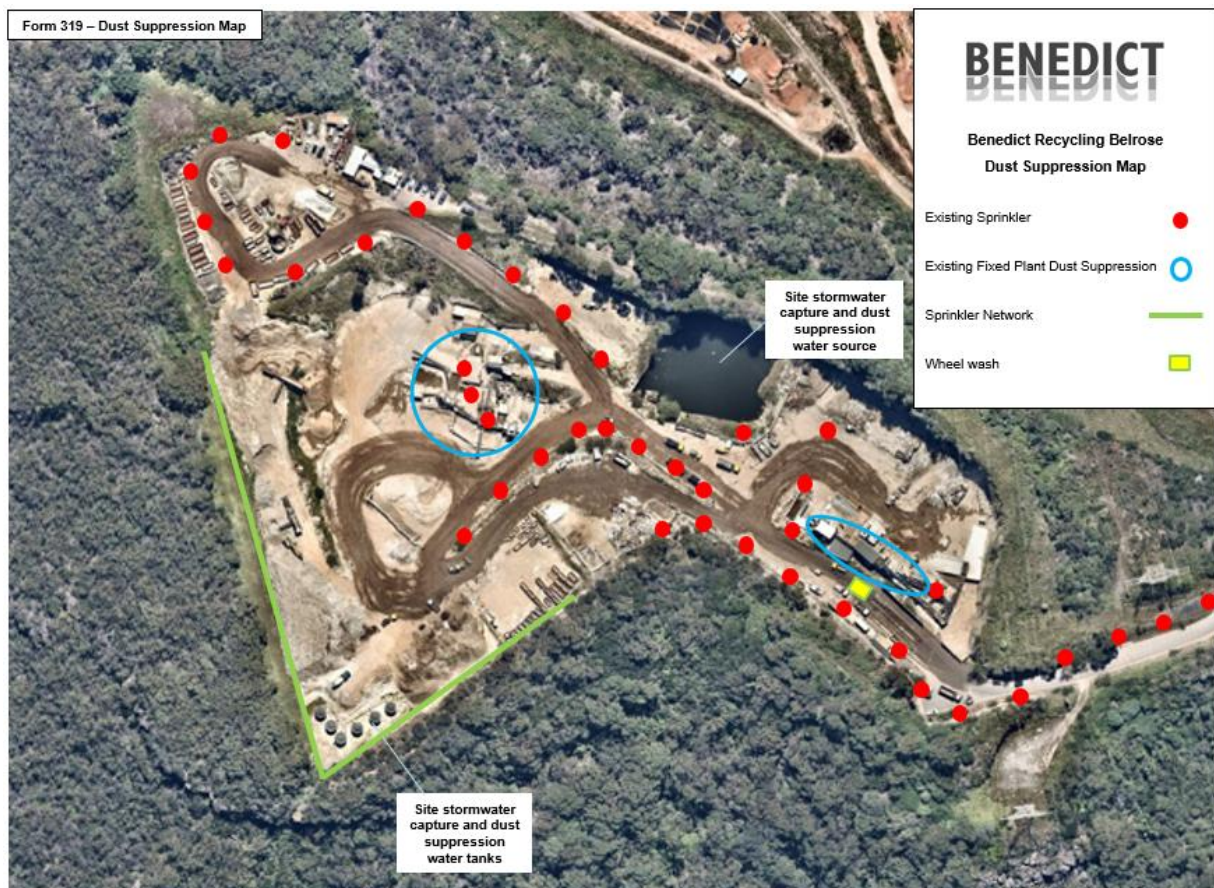 Form 319 – Dust Suppression Map
BENEDICT
Benedict Recycling Belrose
Dust Suppression Map
Existing Sprinkler
Existing Fixed Plant Dust Suppression
Sprinkler Network
Wheel wash
Site stormwater
capture and dust
suppression
water source
Site stormwater
capture and dust
suppression
water tanks